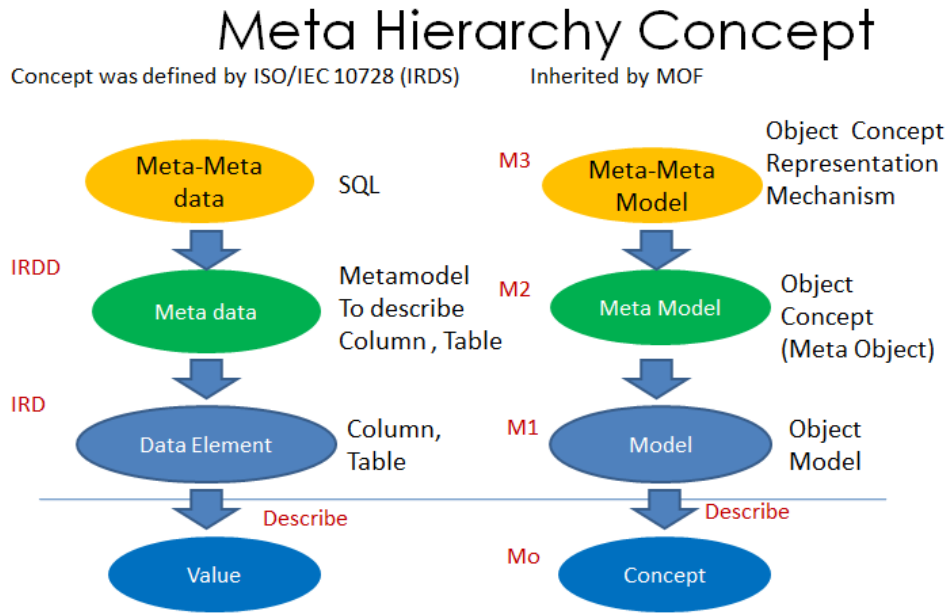 Meta Hierarchy Concept
Concept was defined by ISO/IEC 10728 (IRDS)
Inherited by MOF
Meta-Meta
data
SQL
IRDD
Meta data
Metamodel
To describe
Column , Table
IRD
Data Element
Column,
Table
Describe
Value
M3
Meta-Meta
Model
Object Concept
Representation
Mechanism
M2
Meta Model
Object
Concept
(Meta Object)
M1
Model
Object
Model
Describe
Mo
Concept